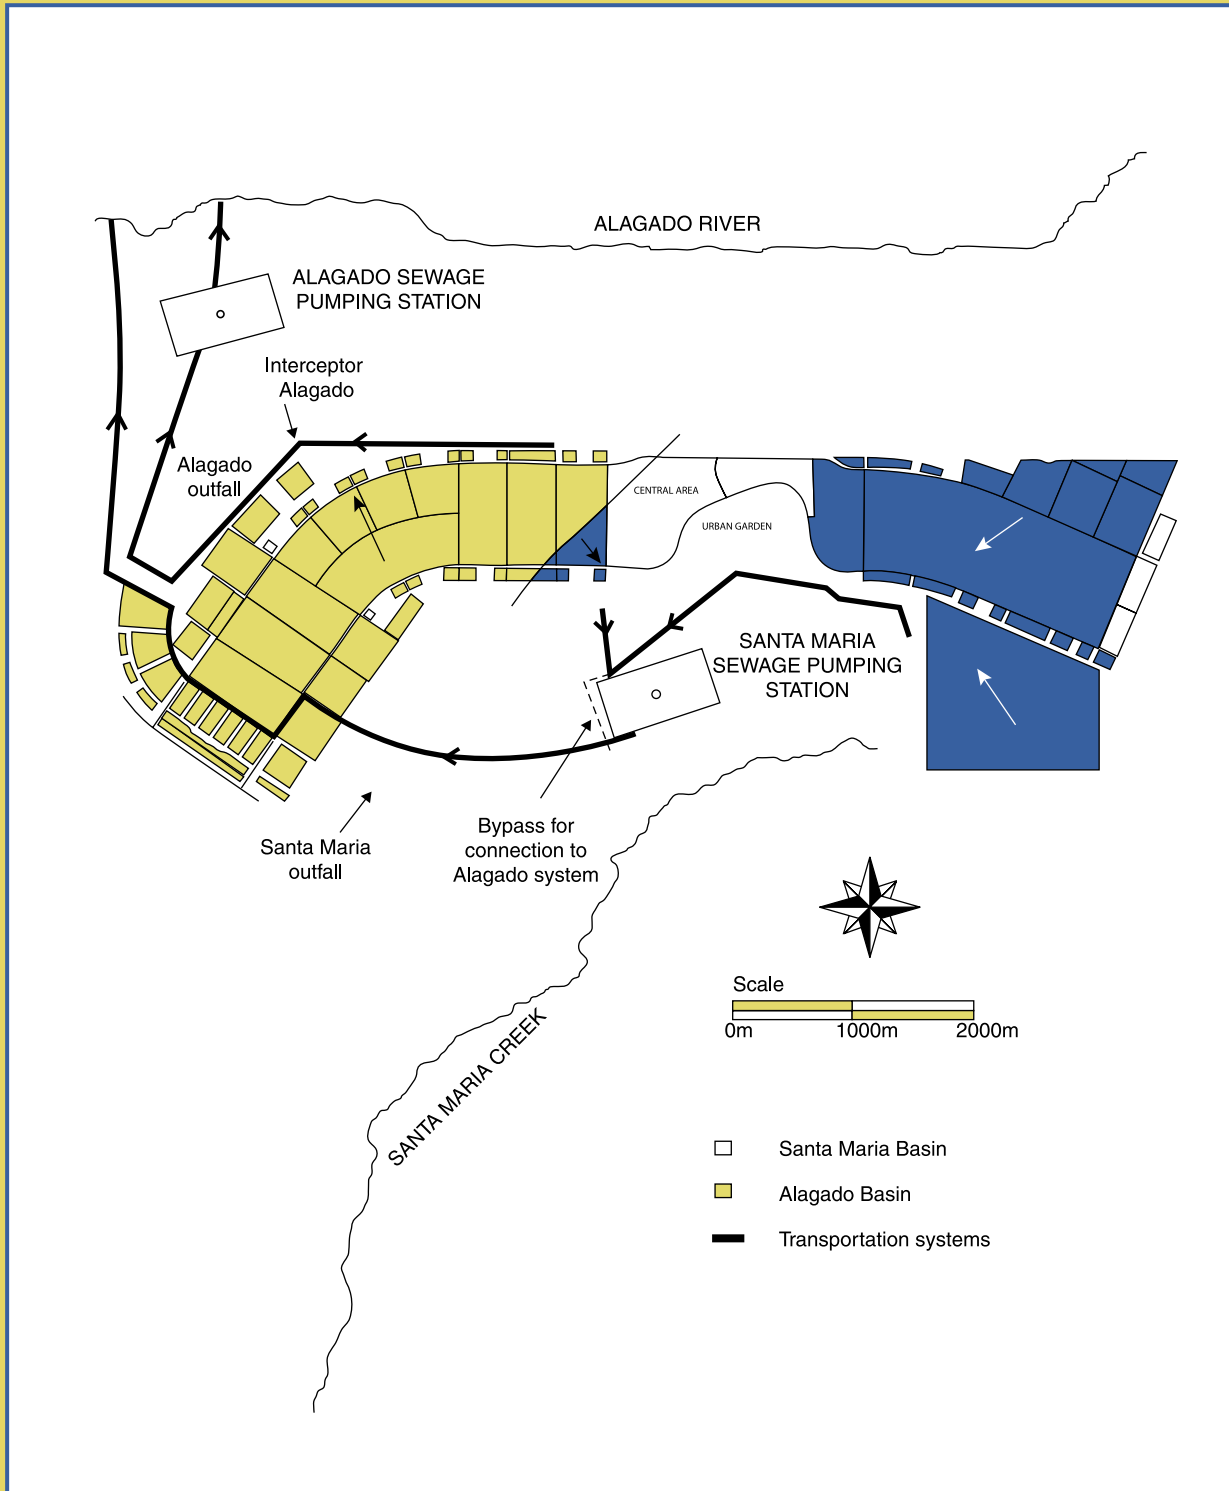 ALAGADO RIVER
ALAGADO SEWAGE
PUMPING STATION
Interceptor
Alagado
Alagado
outfall
CENTRAL AREA
URBAN GARDEN
SANTA MARIA
SEWAGE PUMPING
STATION
Santa Maria
outfall
Bypass for
connection to
Alagado system
SANTA MARIA CREEK
Scale
0m 1000m 2000m
Santa Maria Basin
Alagado Basin
Transportation systems